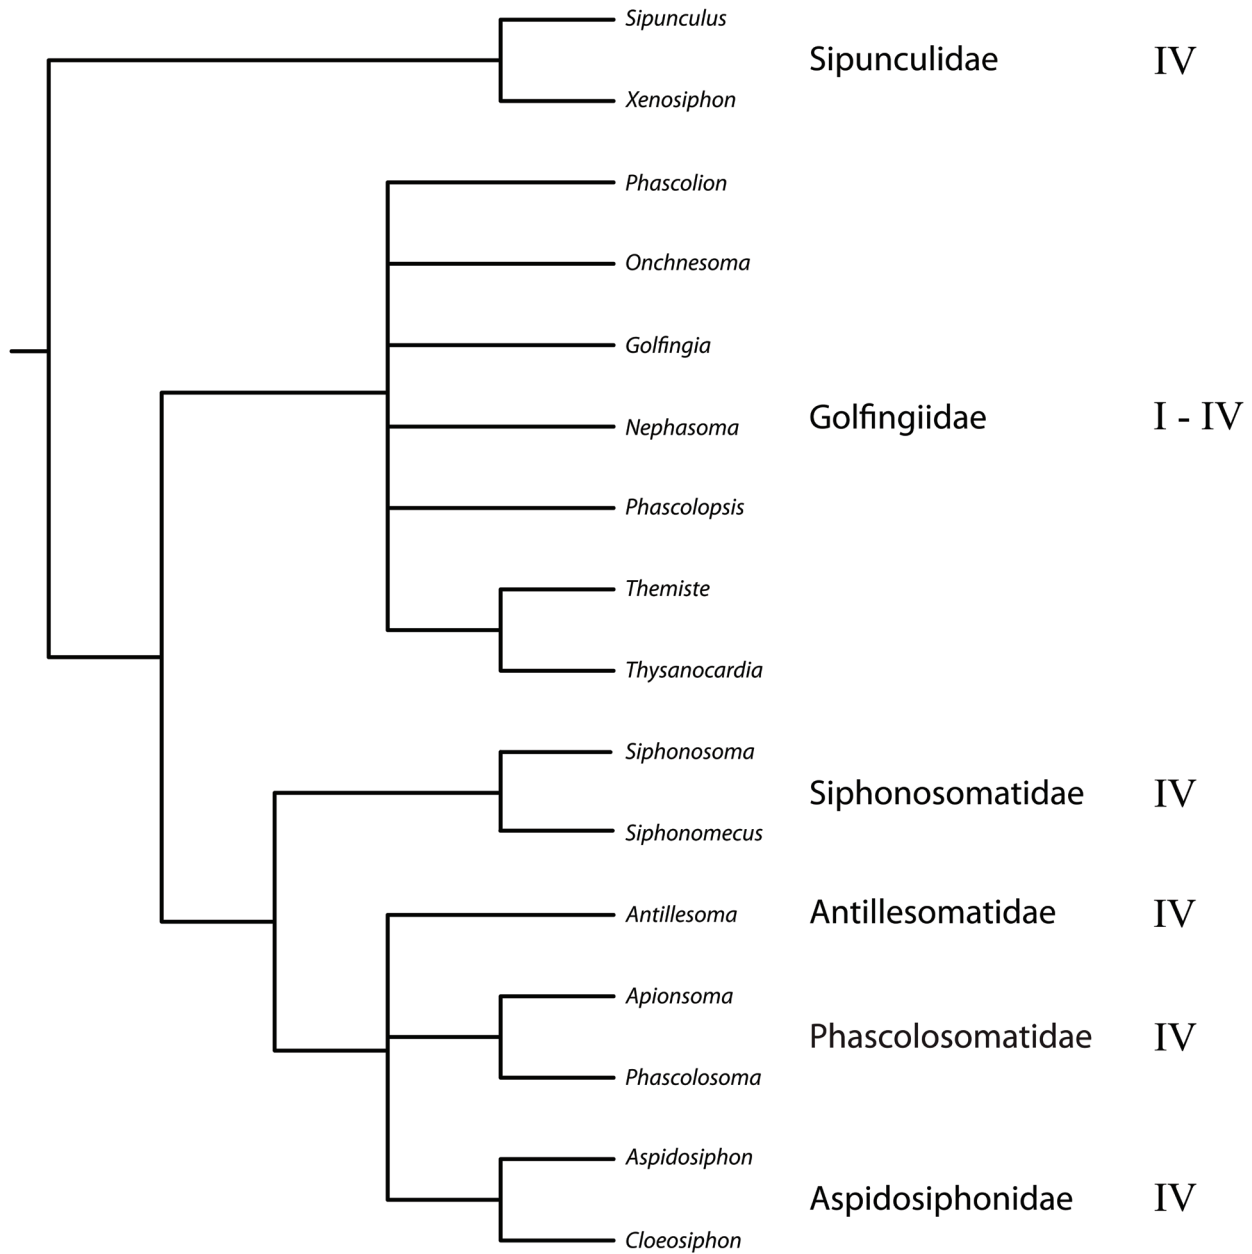 Sipunculus
Sipunculidae IV
Xenosiphon
Phascolion
Onchnesoma
Golfingia
Golfingiidae I - IV
Nephasoma
Phascolopsis
Themiste
Thysanocardia
Siphonosoma
Siphonosomatidae IV
Siphonomecus
Antillesoma Antillesomatidae IV
Apionsoma
Phascolosomatidae IV
Phascolosoma
Aspidosiphon
Aspidosiphonidae IV
Cloeosiphon